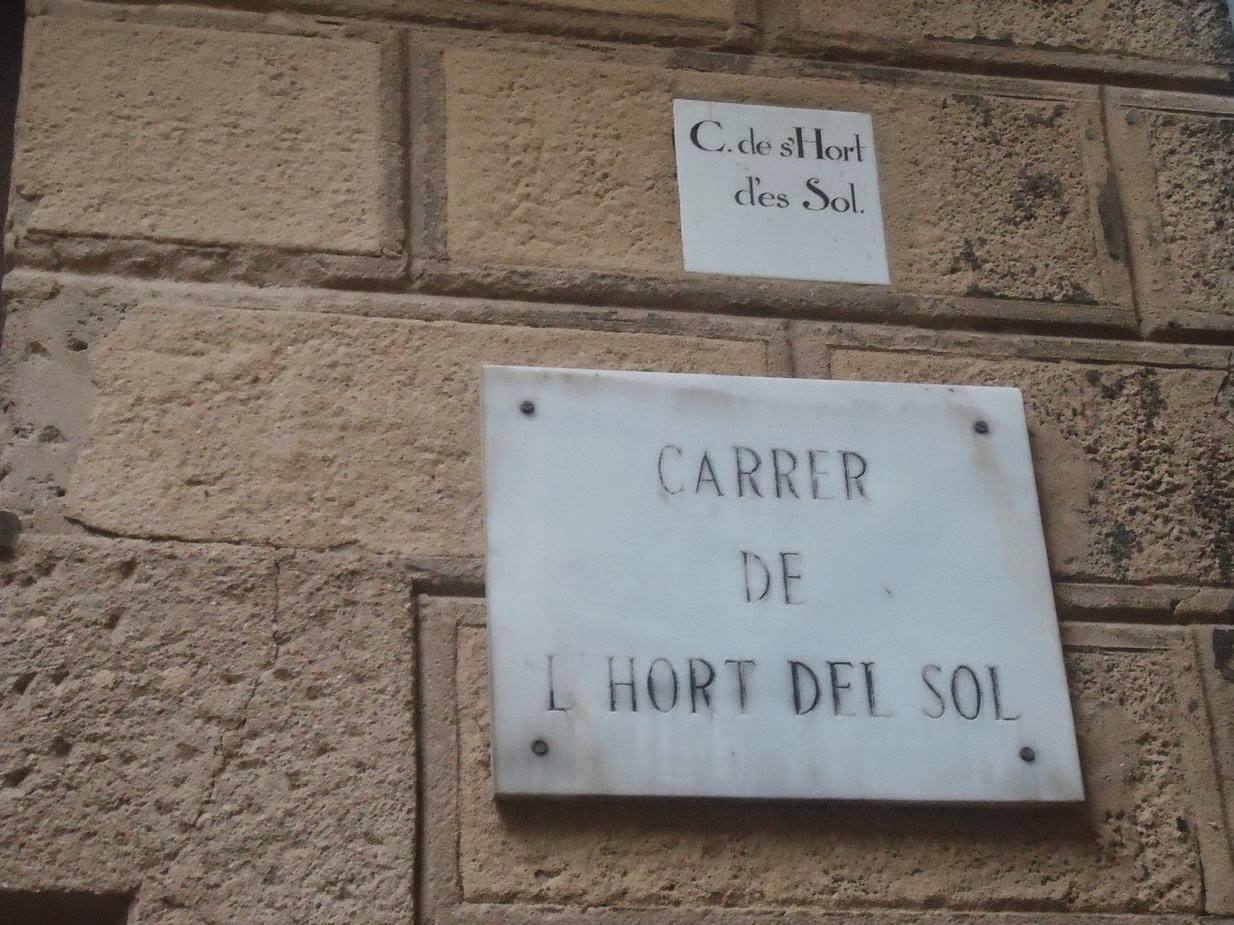 C. de s'Hort
d'es Sol.
CARRER
DE
L'HORT DEL SOL